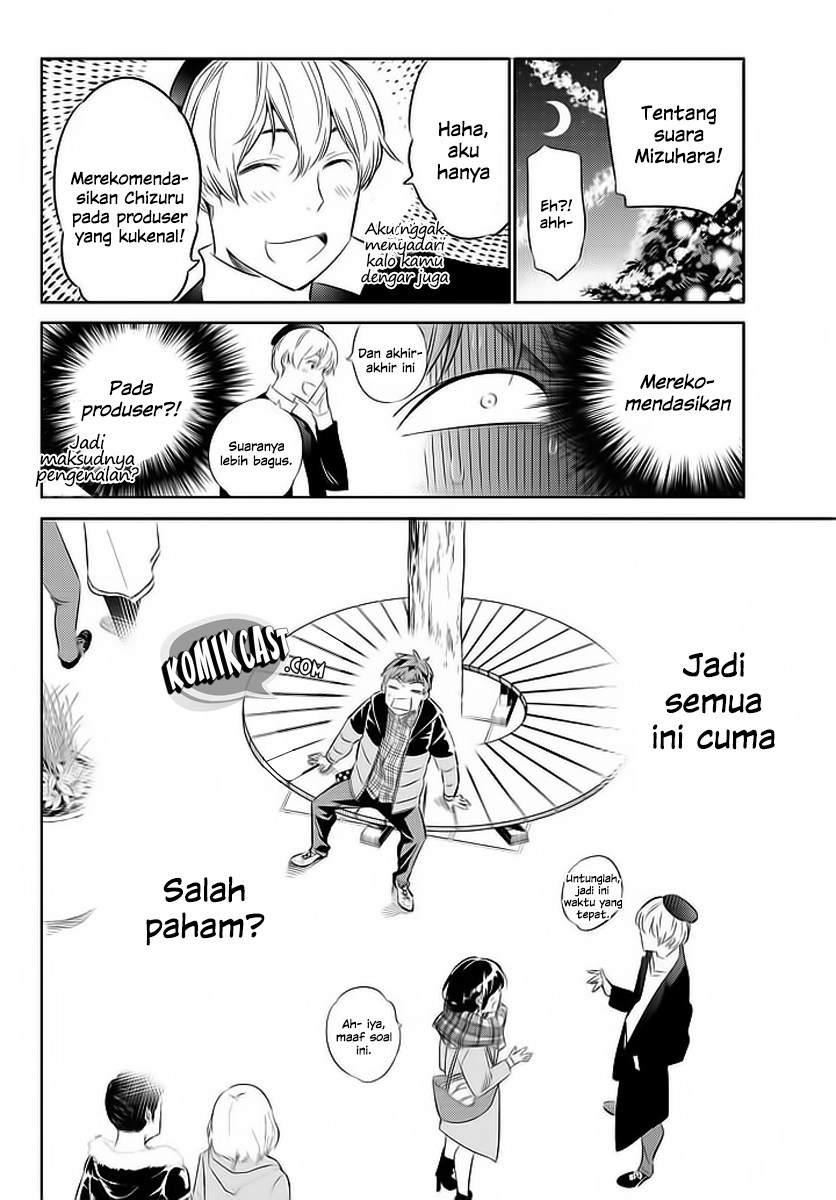 Tentang
suara
Mizuhara!
Eh?!
ahh-
Haha,
aku
hanya
Akunggak
menyadari
kalo kamu
dengar juga
Merekomenda-
sikan Chizuru
pada produser
yang kukenal!
Mereko-
mendasikan
Dan akhir-
akhir ini
Suaranya
lebih bagus.
Pada
produser?!
Jadi
maksudnya
pengenalan?
KOMIKCAST
.COM
Jadi
semua
ini cuma
Salah
paham?
Untunglah,
jadi ini
waktu yang
tepat.
Ah- iya,
maaf soal
ini.